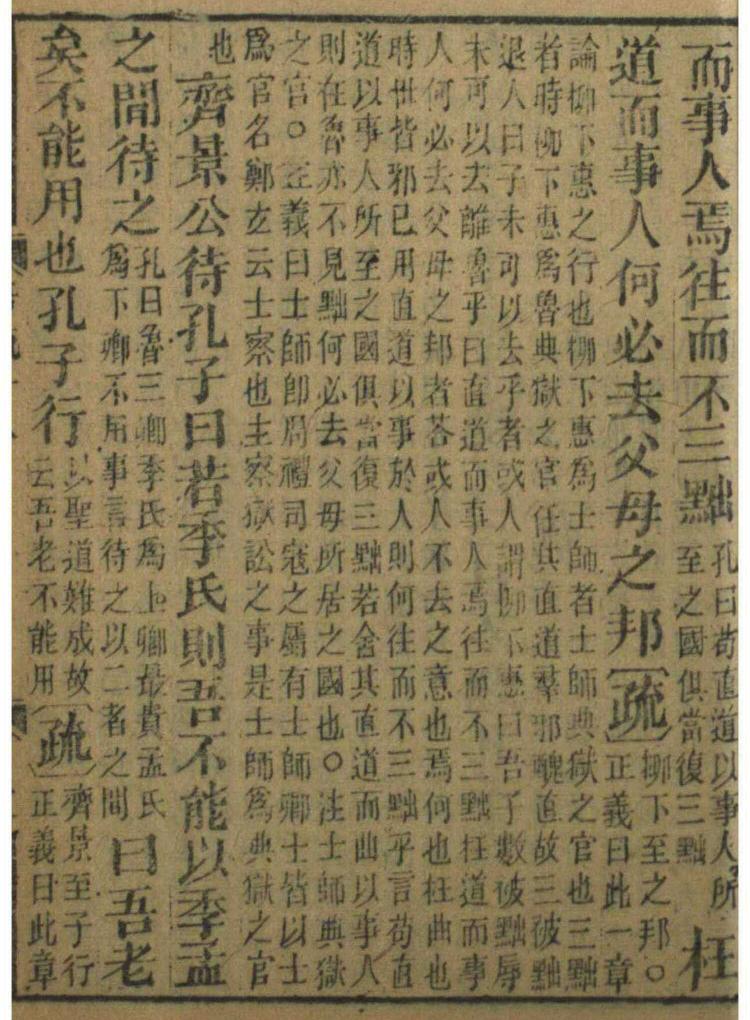 而事人焉往而不三黜孔曰苟直道以事人所至之國俱當復三黜枉
道而事人何必去父母之邦疏柳下至之邦○正義曰此一章
論柳下惠之行也柳下惠爲士師者士師典獄之官也三黜
者時柳下惠爲魯典獄之官任其直道羣邪醜直故三被黜
退人曰子未可以去乎者或人謂柳下惠曰吾子數被黜辱
未可以去離魯乎曰直道而事人焉往而不三黜枉道而事
人何必去父母之邦者荅或人不去之意也焉何也枉曲也
時世皆邪已用直道以事於人則何往而不三黜乎言苟直
道以事人所至之國俱當復三黜若舍其直道而曲以事人
則在魯亦不見黜何必去父母所居之國也○注士師典獄
之官○正義曰士師即周禮司寇之屬有士師卿士皆以士
爲官名鄭玄云士察也主察獄訟之事是士師爲典獄之官
也齊景公待孔子曰若季氏則吾不能以季孟
之間待之孔曰魯三卿季氏爲上卿最貴孟氏爲下卿不用事言待之以二者之間曰吾老
矣不能用也孔子行以聖道難成故云吾老不能用疏齊景至子行正義曰此章